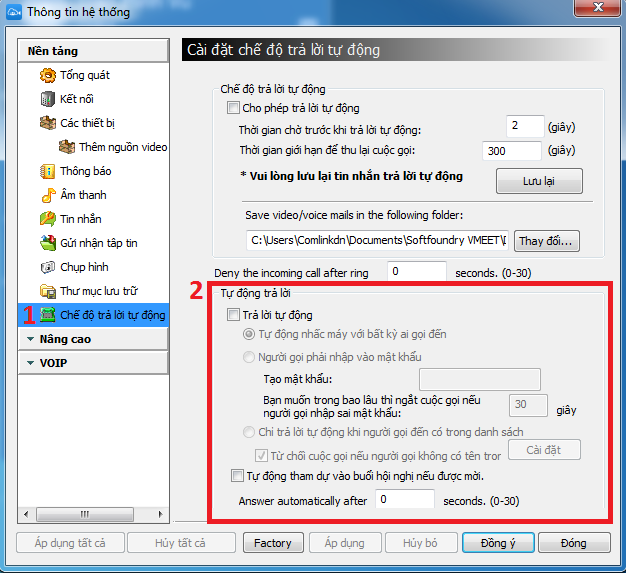 Thông tin hệ thống
Nền tảng
Tổng quát
Kết nối
Các thiết bị
Thêm nguồn video
Thông báo
Âm thanh
Tin nhắn
Gửi nhận tâp tin
Chụp hình
Thư mục lưu trữ
1 Chế độ trả lời tự động
Nâng cao
VOIP
Cài đặt chế độ trả lời tự động
Chế độ trả lời tự động
Cho phép trả lời tự động
Thời gian chờ trước khi trả lời tự động: 2 (giây)
Thời gian giới hạn để thu lại cuộc gọi: 300 (giây)
* Vui lòng lưu lại tin nhắn trả lời tự động Lưu lại
Save video/voice mails in the following folder:
C:\Users\Comlinkdn\Documents\Softfoundry VMEET\ Thay đổi...
Deny the incoming call after ring 0 seconds. (0-30)
2 Tự động trả lời
Trả lời tự động
Tự động nhấc máy với bất kỳ ai gọi đến
Người gọi phải nhập vào mật khẩu
Tạo mật khẩu:
Bạn muốn trong bao lâu thì ngắt cuộc gọi nếu
người gọi nhập sai mật khẩu: 30 giây
Chỉ trả lời tự động khi người gọi đến có trong danh sách
Từ chối cuộc gọi nếu người gọi không có tên tror Cài đặt
Tự động tham dự vào buổi hội nghị nếu được mời.
Answer automatically after 0 seconds. (0-30)
Áp dụng tất cả Hủy tất cả Factory Áp dụng Hủy bỏ Đồng ý Đóng